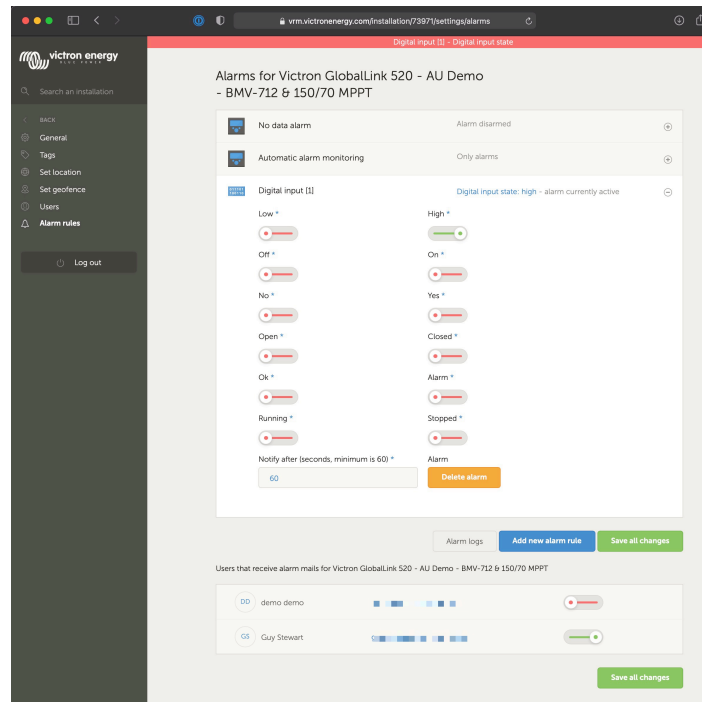 vrm.victronenergy.com/installation/73971/settings/alarms
Digital input [1] - Digital input state
victron energy
BLUE POWER
Search an installation
BACK
General
Tags
Set location
Set geofence
Users
Alarm rules
Log out
Alarms for Victron GlobalLink 520 - AU Demo
- BMV-712 & 150/70 MPPT
No data alarm Alarm disarmed
Automatic alarm monitoring Only alarms
Digital input [1] Digital input state: high - alarm currently active
Low * High *
Off * On *
No * Yes *
Open * Closed *
Ok * Alarm *
Running * Stopped *
Notify after (seconds, minimum is 60) * Alarm
60 Delete alarm
Alarm logs Add new alarm rule Save all changes
Users that receive alarm mails for Victron GlobalLink 520 - AU Demo - BMV-712 & 150/70 MPPT
DD demo demo
GS Guy Stewart
Save all changes